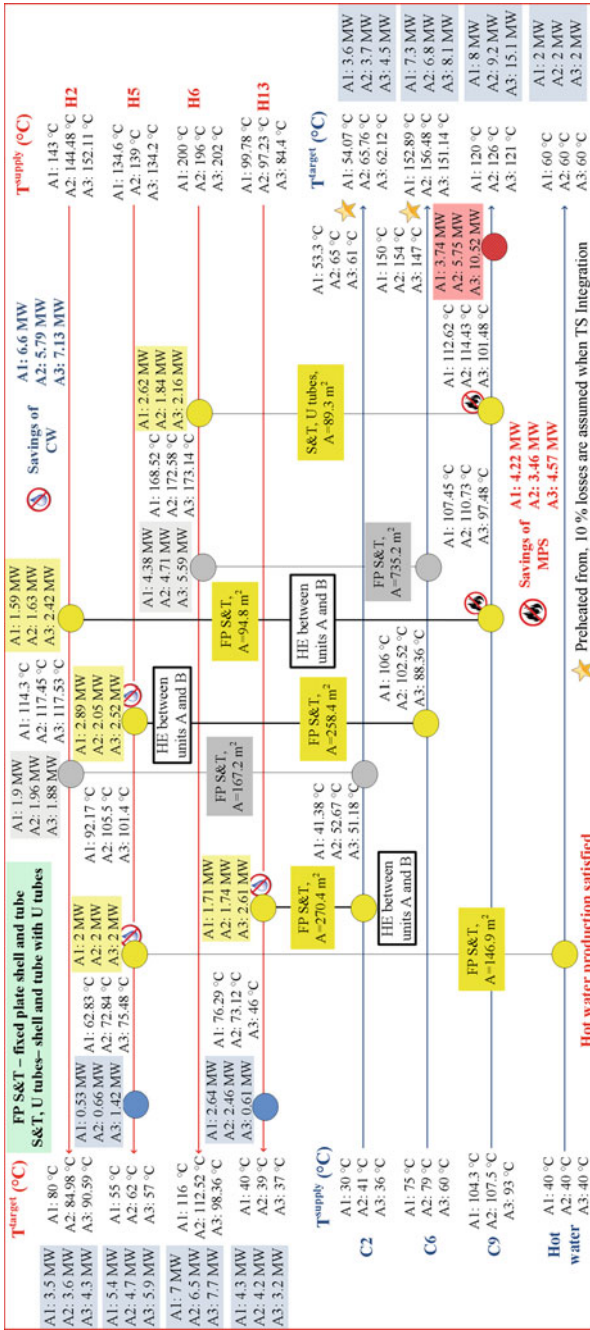 FP S&T – fixed plate shell and tube
S&T, U tubes– shell and tube with U tubes
Savings of
CW
A1: 6.6 MW
A2: 5.79 MW
A3: 7.13 MW
T^target (°C)
T^supply (°C)
A1: 3.5 MW
A2: 3.6 MW
A3: 4.3 MW
A1: 80 °C
A2: 84.98 °C
A3: 90.59 °C
A1: 1.9 MW
A2: 1.96 MW
A3: 1.88 MW
A1: 114.3 °C
A2: 117.45 °C
A3: 117.53 °C
A1: 1.59 MW
A2: 1.63 MW
A3: 2.42 MW
A1: 143 °C
A2: 144.48 °C
A3: 152.11 °C
H2
A1: 5.4 MW
A2: 4.7 MW
A3: 5.9 MW
A1: 55 °C
A2: 62 °C
A3: 57 °C
A1: 0.53 MW
A2: 0.66 MW
A3: 1.42 MW
A1: 62.83 °C
A2: 72.84 °C
A3: 75.48 °C
A1: 2 MW
A2: 2 MW
A3: 2 MW
A1: 92.17 °C
A2: 105.5 °C
A3: 101.4 °C
A1: 2.89 MW
A2: 2.05 MW
A3: 2.52 MW
A1: 134.6 °C
A2: 139 °C
A3: 134.2 °C
H5
A1: 7 MW
A2: 6.5 MW
A3: 7.7 MW
A1: 116 °C
A2: 112.52 °C
A3: 98.36 °C
A1: 4.38 MW
A2: 4.71 MW
A3: 5.59 MW
A1: 168.52 °C
A2: 172.58 °C
A3: 173.14 °C
A1: 2.62 MW
A2: 1.84 MW
A3: 2.16 MW
A1: 200 °C
A2: 196 °C
A3: 202 °C
H6
A1: 4.3 MW
A2: 4.2 MW
A3: 3.2 MW
A1: 40 °C
A2: 39 °C
A3: 37 °C
A1: 2.64 MW
A2: 2.46 MW
A3: 0.61 MW
A1: 76.29 °C
A2: 73.12 °C
A3: 46 °C
A1: 1.71 MW
A2: 1.74 MW
A3: 2.61 MW
A1: 99.78 °C
A2: 97.23 °C
A3: 84.4 °C
H13
HE between
units A and B
FP S&T,
A=167.2 m²
FP S&T,
A=94.8 m²
FP S&T,
A=270.4 m²
FP S&T,
A=258.4 m²
HE between
units A and B
S&T, U tubes,
A=89.3 m²
T^supply (°C)
T^target (°C)
C2
A1: 30 °C
A2: 41 °C
A3: 36 °C
HE between
units A and B
A1: 41.38 °C
A2: 52.67 °C
A3: 51.18 °C
A1: 53.3 °C
A2: 65 °C
A3: 61 °C
A1: 54.07 °C
A2: 65.76 °C
A3: 62.12 °C
A1: 3.6 MW
A2: 3.7 MW
A3: 4.5 MW
C6
A1: 75 °C
A2: 79 °C
A3: 60 °C
A1: 106 °C
A2: 102.52 °C
A3: 88.36 °C
FP S&T,
A=735.2 m²
A1: 150 °C
A2: 154 °C
A3: 147 °C
A1: 152.89 °C
A2: 156.48 °C
A3: 151.14 °C
A1: 7.3 MW
A2: 6.8 MW
A3: 8.1 MW
C9
A1: 104.3 °C
A2: 107.5 °C
A3: 93 °C
A1: 107.45 °C
A2: 110.73 °C
A3: 97.48 °C
A1: 112.62 °C
A2: 114.43 °C
A3: 101.48 °C
A1: 3.74 MW
A2: 5.75 MW
A3: 10.52 MW
A1: 120 °C
A2: 126 °C
A3: 121 °C
A1: 8 MW
A2: 9.2 MW
A3: 15.1 MW
FP S&T,
A=146.9 m²
Savings of
MPS
A1: 4.22 MW
A2: 3.46 MW
A3: 4.57 MW
Hot
water
A1: 40 °C
A2: 40 °C
A3: 40 °C
A1: 60 °C
A2: 60 °C
A3: 60 °C
A1: 2 MW
A2: 2 MW
A3: 2 MW
Hot water production satisfied
Preheated from, 10 % losses are assumed when TS Integration